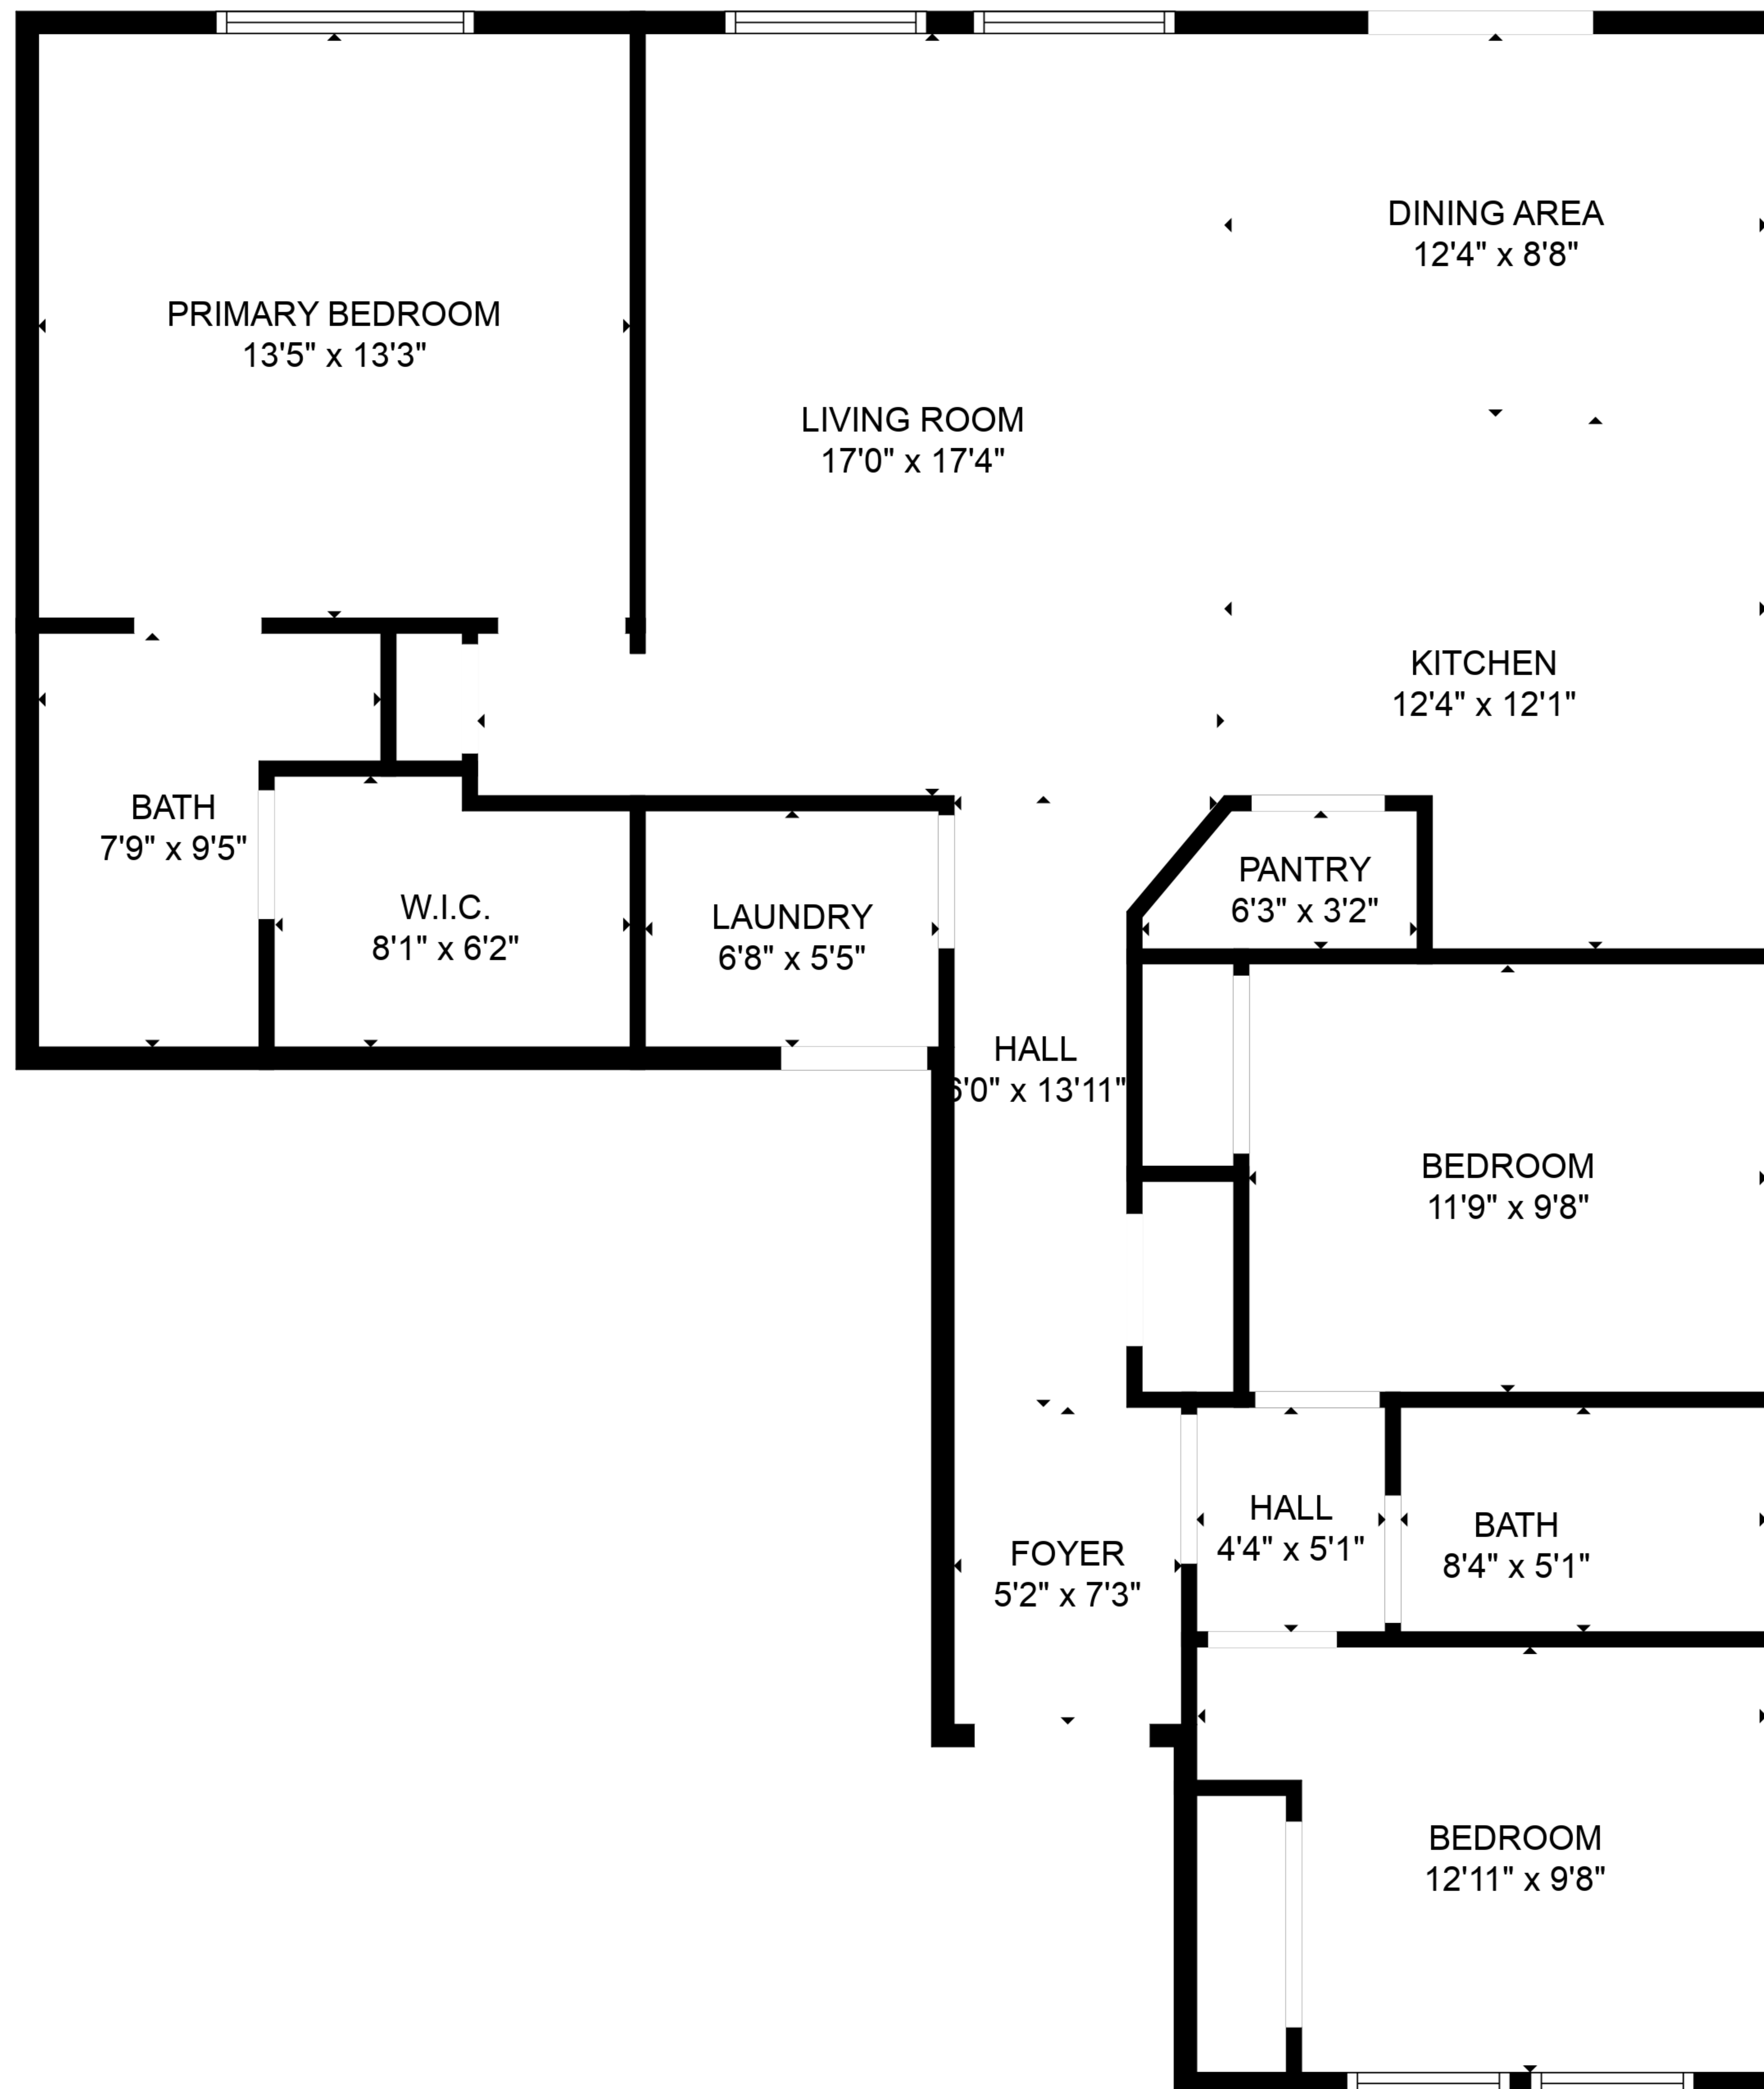 DINING AREA
12'4" x 8'8"
PRIMARY BEDROOM
13'5" x 13'3"
LIVING ROOM
17'0" x 17'4"
KITCHEN
12'4" x 12'1"
BATH
7'9" x 9'5"
W.I.C.
8'1" x 6'2"
LAUNDRY
6'8" x 5'5"
PANTRY
6'3" x 3'2"
HALL
6'0" x 13'11"
BEDROOM
11'9" x 9'8"
HALL
4'4" x 5'1"
BATH
8'4" x 5'1"
FOYER
5'2" x 7'3"
BEDROOM
12'11" x 9'8"